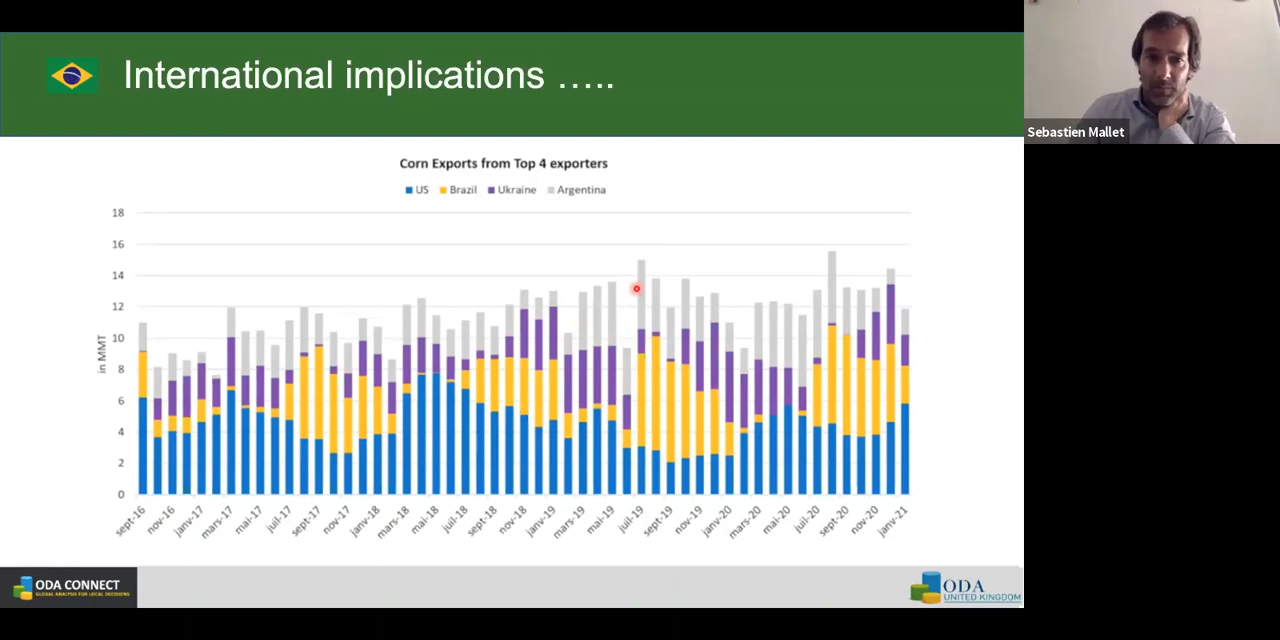 International implications …..
Sebastien Mallet
Corn Exports from Top 4 exporters
US Brazil Ukraine Argentina
18
16
14
12
10
8
6
4
2
0
in MMT
sept-16 nov-16 janv-17 mars-17 mai-17 juil-17 sept-17 nov-17 janv-18 mars-18 mai-18 juil-18 sept-18 nov-18 janv-19 mars-19 mai-19 juil-19 sept-19 nov-19 janv-20 mars-20 mai-20 juil-20 sept-20 nov-20 janv-21
ODA CONNECT
GLOBAL ANALYSIS FOR LOCAL DECISIONS
ODA
UNITED KINGDOM